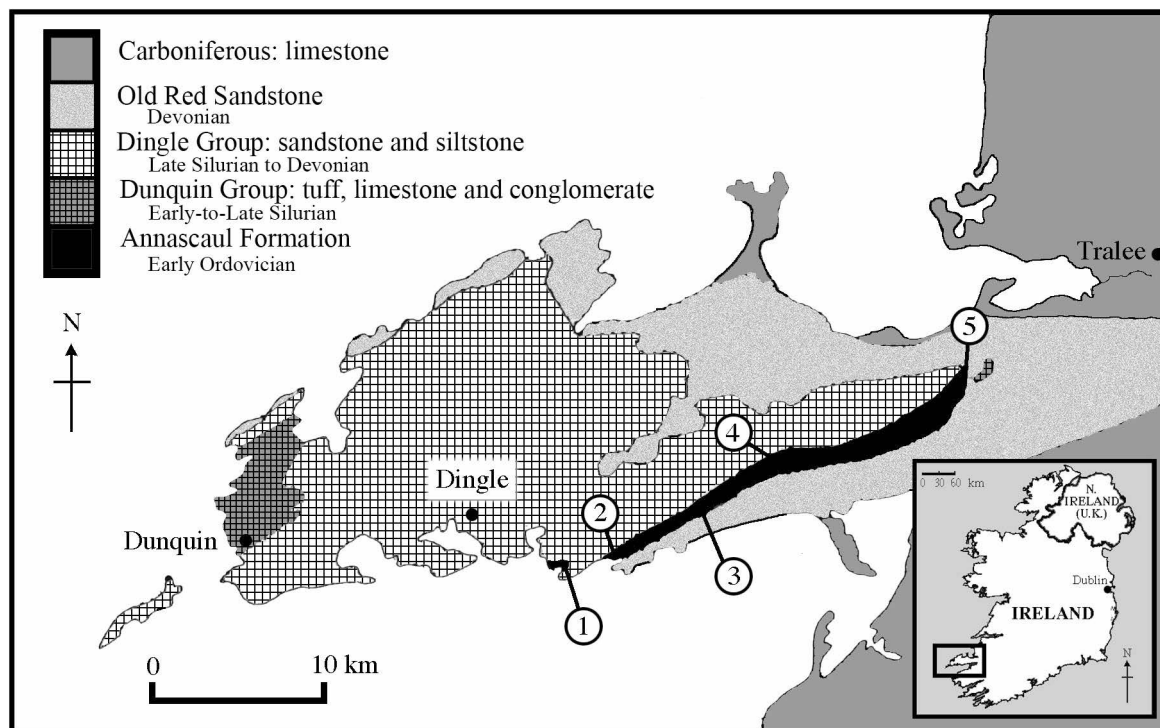 Carboniferous: limestone
Old Red Sandstone
Devonian
Dingle Group: sandstone and siltstone
Late Silurian to Devonian
Dunquin Group: tuff, limestone and conglomerate
Early-to-Late Silurian
Annascaul Formation
Early Ordovician
Tralee
N
5
4
Dingle
2
Dunquin
3
1
0 10 km
0 30 60 km
N.
IRELAND
(U.K.)
Dublin
IRELAND
N